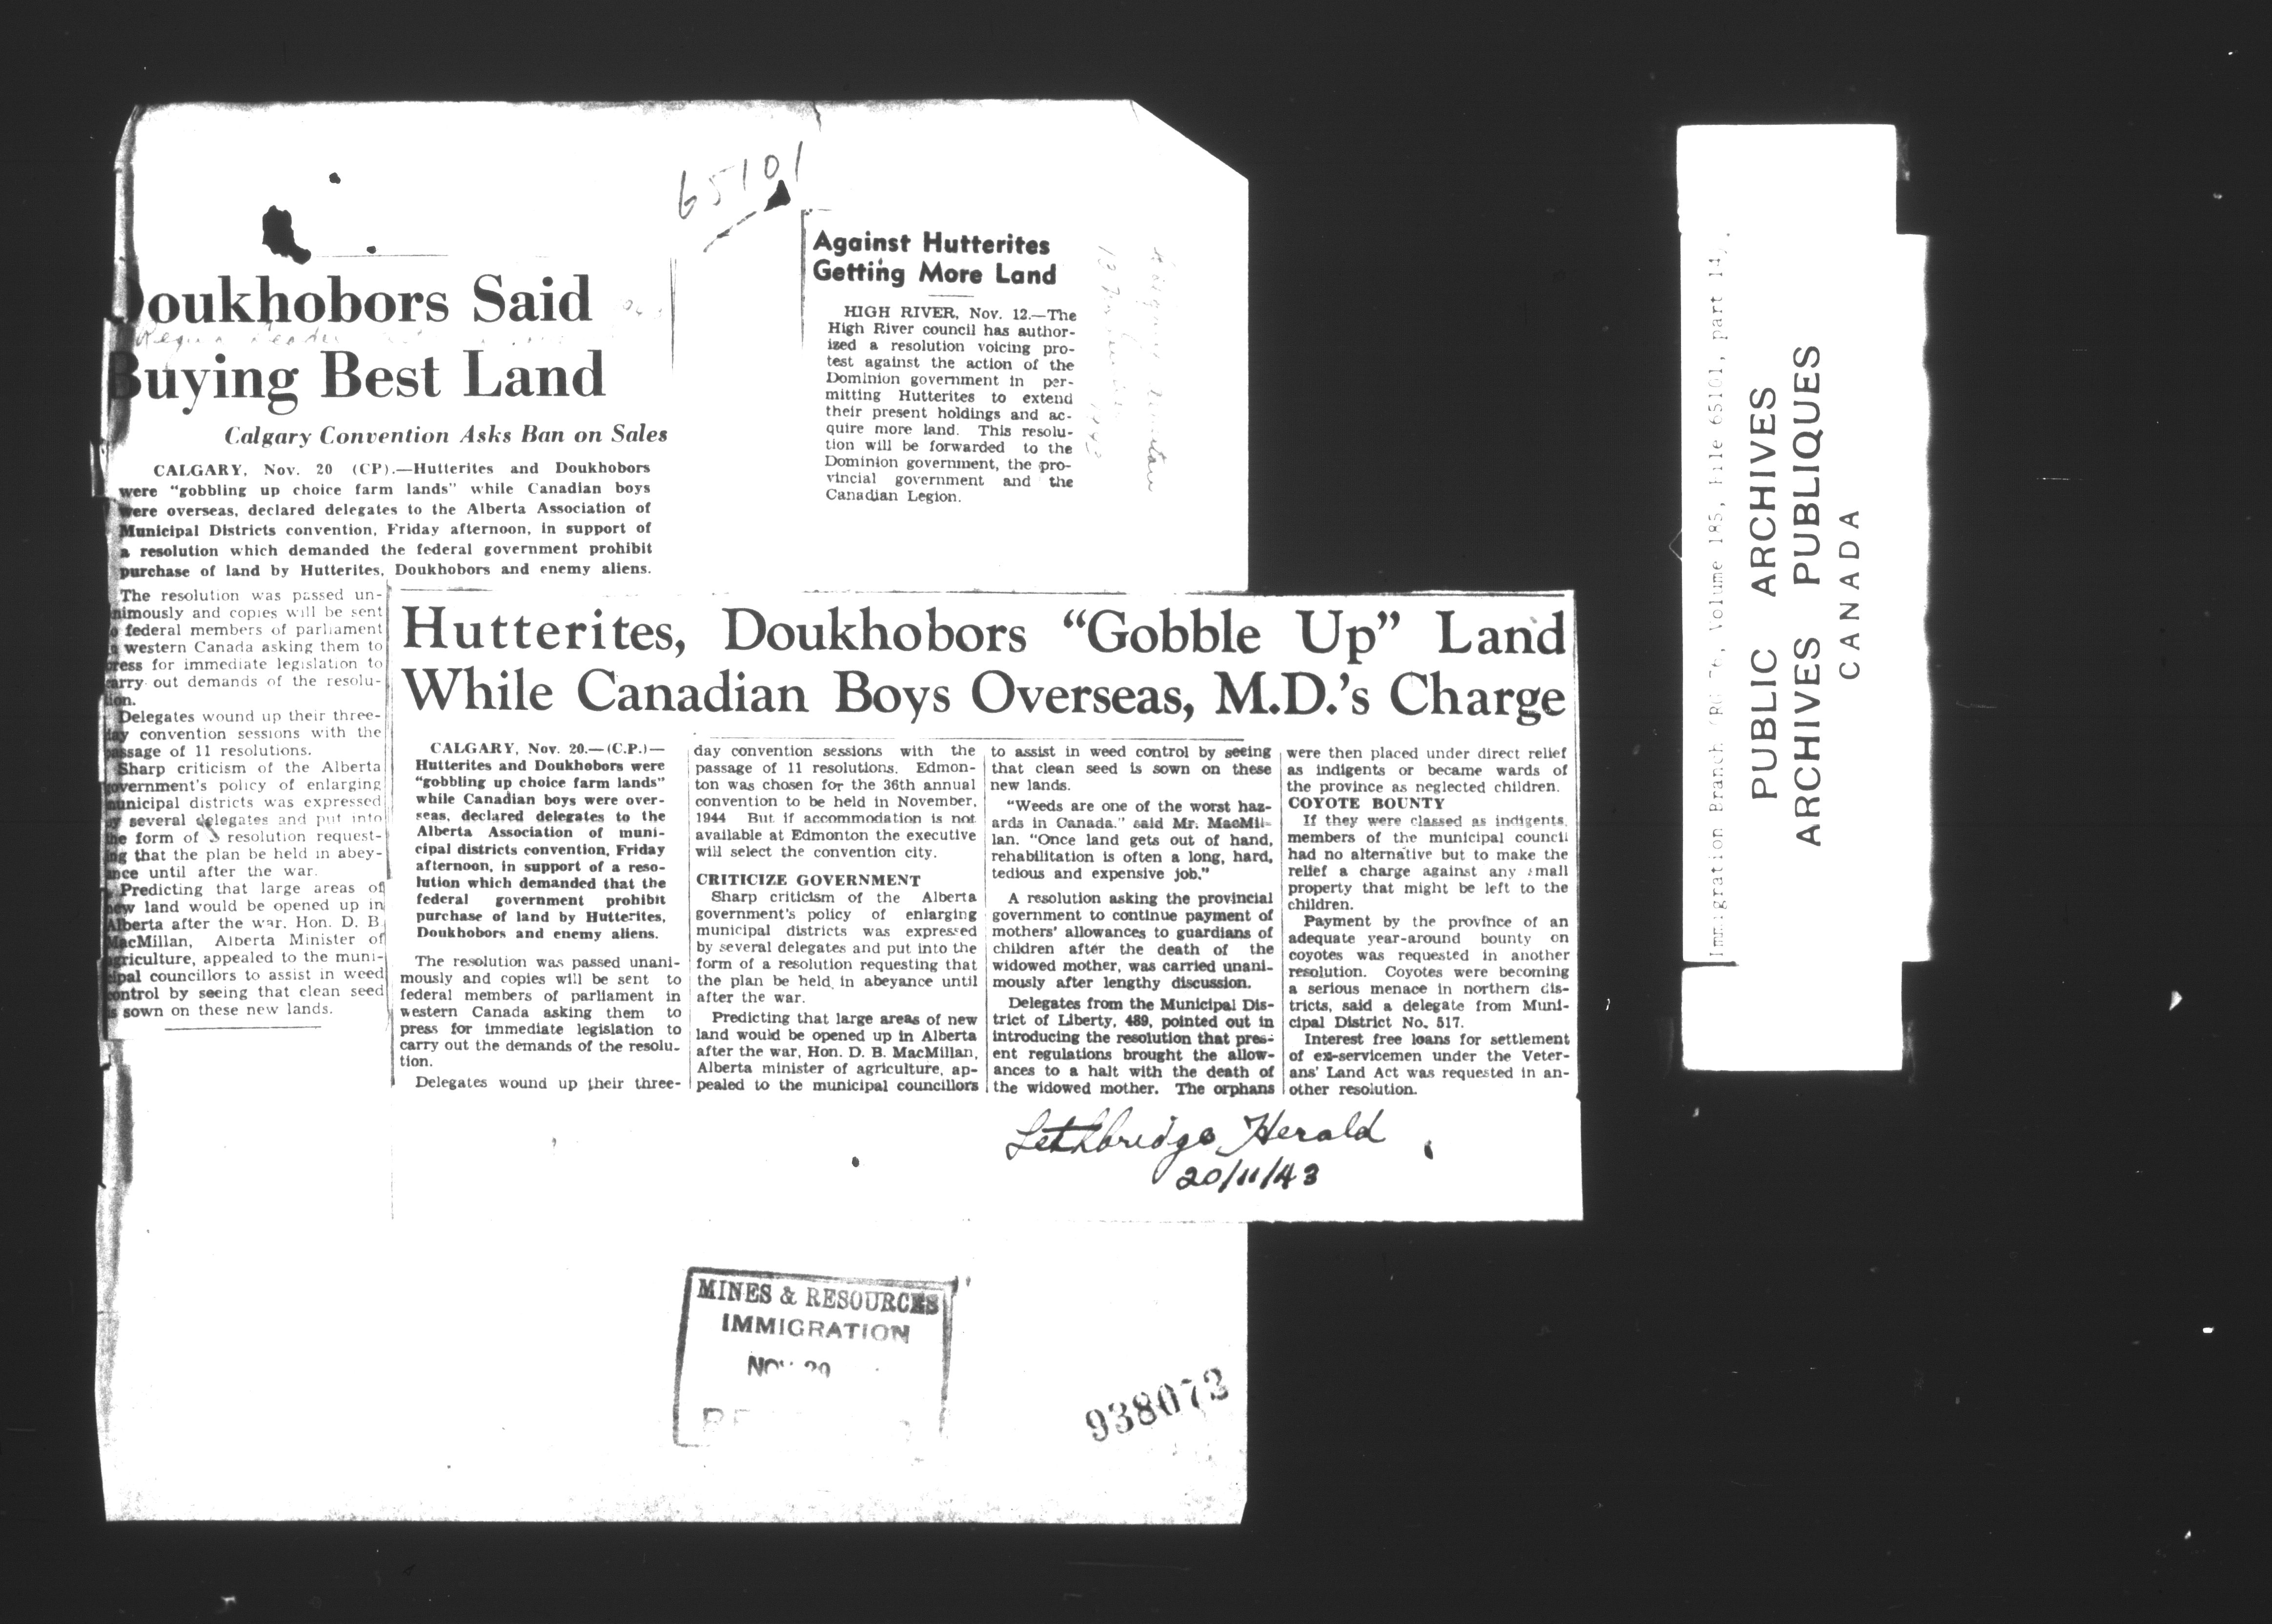 65101
Doukhobors Said
Buying Best Land
Calgary Convention Asks Ban on Sales
CALGARY, Nov. 20 (CP).—Hutterites and Doukhobors
were "gobbling up choice farm lands" while Canadian boys
were overseas, declared delegates to the Alberta Association of
Municipal Districts convention, Friday afternoon, in support of
a resolution which demanded the federal government prohibit
purchase of land by Hutterites, Doukhobors and enemy aliens.
The resolution was passed un-
nimously and copies will be sent
o federal members of parliament
n western Canada asking them to
press for immediate legislation to
carry out demands of the resolu-
tion.
Delegates wound up their three-
day convention sessions with the
passage of 11 resolutions.
Sharp criticism of the Alberta
government's policy of enlarging
municipal districts was expressed
by several delegates and put into
the form of resolution request-
ing that the plan be held in abey-
ance until after the war.
Predicting that large areas of
new land would be opened up in
Alberta after the war, Hon. D. B.
MacMillan, Alberta Minister of
agriculture, appealed to the muni-
cipal councillors to assist in weed
control by seeing that clean seed
is sown on these new lands.
Against Hutterites
Getting More Land
HIGH RIVER, Nov. 12.—The
High River council has author-
ized a resolution voicing pro-
test against the action of the
Dominion government in per-
mitting Hutterites to extend
their present holdings and ac-
quire more land. This resolu-
tion will be forwarded to the
Dominion government, the pro-
vincial government and the
Canadian Legion.
Hutterites, Doukhobors "Gobble Up" Land
While Canadian Boys Overseas, M.D.'s Charge
CALGARY, Nov. 20.—(C.P.)—
Hutterites and Doukhobors were
"gobbling up choice farm lands"
while Canadian boys were over-
seas, declared delegates to the
Alberta Association of muni-
cipal districts convention, Friday
afternoon, in support of a reso-
lution which demanded that the
federal government prohibit
purchase of land by Hutterites,
Doukhobors and enemy aliens.
The resolution was passed unani-
mously and copies will be sent to
federal members of parliament in
western Canada asking them to
press for immediate legislation to
carry out the demands of the resolu-
tion.
Delegates wound up their three-
day convention sessions with the
passage of 11 resolutions. Edmon-
ton was chosen for the 36th annual
convention to be held in November,
1944 But if accommodation is not
available at Edmonton the executive
will select the convention city.
CRITICIZE GOVERNMENT
Sharp criticism of the Alberta
government's policy of enlarging
municipal districts was expressed
by several delegates and put into the
form of a resolution requesting that
the plan be held in abeyance until
after the war.
Predicting that large areas of new
land would be opened up in Alberta
after the war, Hon. D. B. MacMillan,
Alberta minister of agriculture, ap-
pealed to the municipal councillors
to assist in weed control by seeing
that clean seed is sown on these
new lands.
"Weeds are one of the worst haz-
ards in Canada." said Mr. MacMil-
lan. "Once land gets out of hand,
rehabilitation is often a long, hard,
tedious and expensive job."
A resolution asking the provincial
government to continue payment of
mothers' allowances to guardians of
children after the death of the
widowed mother, was carried unani-
mously after lengthy discussion.
Delegates from the Municipal Dis-
trict of Liberty, 489, pointed out in
introducing the resolution that pres-
ent regulations brought the allow-
ances to a halt with the death of
the widowed mother. The orphans
were then placed under direct relief
as indigents or became wards of
the province as neglected children.
COYOTE BOUNTY
If they were classed as indigents,
members of the municipal council
had no alternative but to make the
relief a charge against any small
property that might be left to the
children.
Payment by the province of an
adequate year-around bounty on
coyotes was requested in another
resolution. Coyotes were becoming
a serious menace in northern dis-
tricts, said a delegate from Muni-
cipal District No. 517.
Interest free loans for settlement
of ex-servicemen under the Veter-
ans' Land Act was requested in an-
other resolution.
Lethbridge Herald
20/11/43
MINES & RESOURCES
IMMIGRATION
938073
Immigration Branch (RG 76, Volume 185, File 65101, part 14)
PUBLIC ARCHIVES
ARCHIVES PUBLIQUES
CANADA